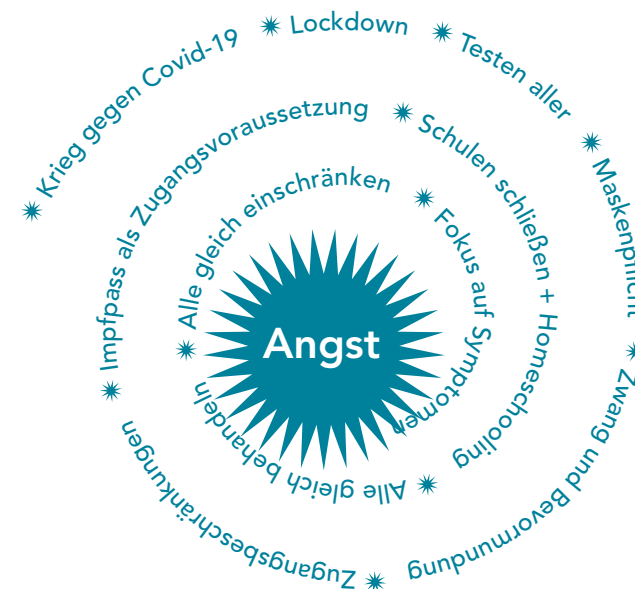 ✷ Krieg gegen Covid-19
✷ Lockdown
✷ Testen aller
✷ Maskenpflicht
✷ Zwang und Bevormundung
✷ Zugangsbeschränkungen
✷ Impfpass als Zugangsvoraussetzung
✷ Schulen schließen + Homeschooling
✷ Alle gleich behandeln
✷ Alle gleich einschränken
✷ Fokus auf Symptomen
Angst